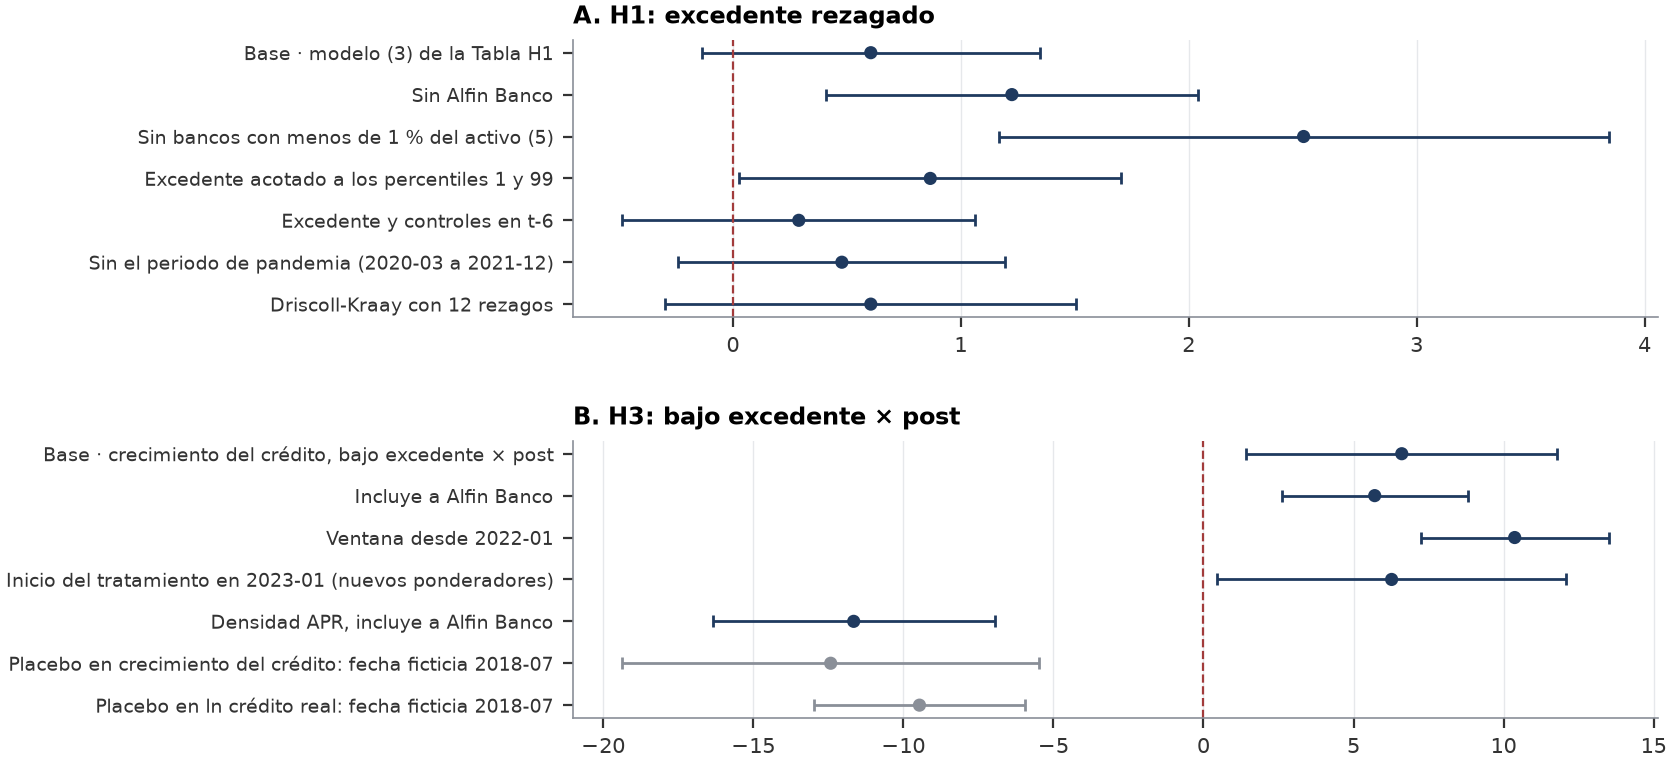 A. H1: excedente rezagado
Base · modelo (3) de la Tabla H1
Sin Alfin Banco
Sin bancos con menos de 1 % del activo (5)
Excedente acotado a los percentiles 1 y 99
Excedente y controles en t-6
Sin el periodo de pandemia (2020-03 a 2021-12)
Driscoll-Kraay con 12 rezagos
0 1 2 3 4
B. H3: bajo excedente × post
Base · crecimiento del crédito, bajo excedente × post
Incluye a Alfin Banco
Ventana desde 2022-01
Inicio del tratamiento en 2023-01 (nuevos ponderadores)
Densidad APR, incluye a Alfin Banco
Placebo en crecimiento del crédito: fecha ficticia 2018-07
Placebo en ln crédito real: fecha ficticia 2018-07
−20 −15 −10 −5 0 5 10 15